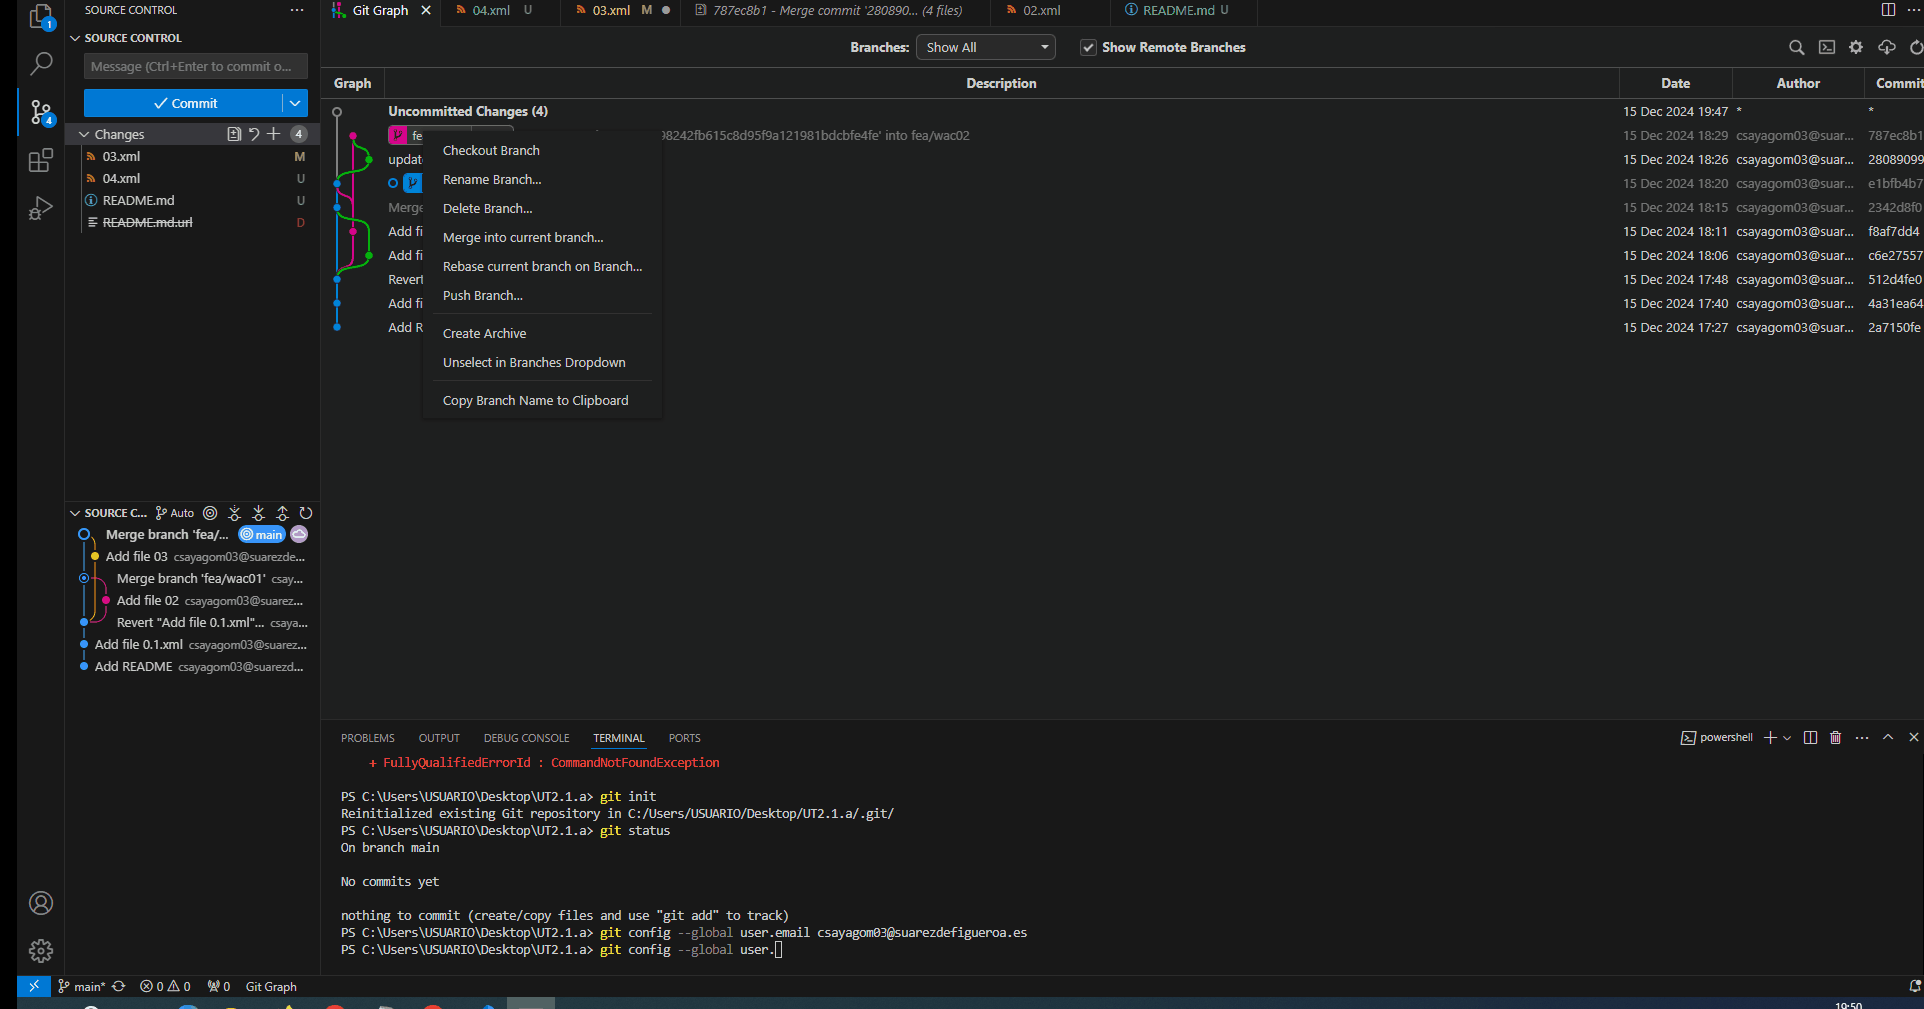 SOURCE CONTROL
Git Graph
04.xml U
03.xml M
787ec8b1 - Merge commit '280890... (4 files)
02.xml
README.md U
1
SOURCE CONTROL
Message (Ctrl+Enter to commit o...
Commit
Changes 4
03.xml M
04.xml U
README.md U
README.md.url D
4
Branches: Show All Show Remote Branches
Graph Description Date Author Commit
Uncommitted Changes (4) 15 Dec 2024 19:47 * *
fe 98242fb615c8d95f9a121981bdcbfe4fe' into fea/wac02 15 Dec 2024 18:29 csayagom03@suar... 787ec8b1
update 15 Dec 2024 18:26 csayagom03@suar... 28089099
15 Dec 2024 18:20 csayagom03@suar... e1bfb4b7
Merge 15 Dec 2024 18:15 csayagom03@suar... 2342d8f0
Add fi 15 Dec 2024 18:11 csayagom03@suar... f8af7dd4
Add fi 15 Dec 2024 18:06 csayagom03@suar... c6e27557
Revert 15 Dec 2024 17:48 csayagom03@suar... 512d4fe0
Add fi 15 Dec 2024 17:40 csayagom03@suar... 4a31ea64
Add R 15 Dec 2024 17:27 csayagom03@suar... 2a7150fe
Checkout Branch
Rename Branch...
Delete Branch...
Merge into current branch...
Rebase current branch on Branch...
Push Branch...
Create Archive
Unselect in Branches Dropdown
Copy Branch Name to Clipboard
SOURCE C... Auto
Merge branch 'fea/... main
Add file 03 csayagom03@suarezde...
Merge branch 'fea/wac01' csay...
Add file 02 csayagom03@suarez...
Revert "Add file 0.1.xml"... csaya...
Add file 0.1.xml csayagom03@suarez...
Add README csayagom03@suarezd...
PROBLEMS OUTPUT DEBUG CONSOLE TERMINAL PORTS
powershell
+ FullyQualifiedErrorId : CommandNotFoundException
PS C:\Users\USUARIO\Desktop\UT2.1.a> git init
Reinitialized existing Git repository in C:/Users/USUARIO/Desktop/UT2.1.a/.git/
PS C:\Users\USUARIO\Desktop\UT2.1.a> git status
On branch main
No commits yet
nothing to commit (create/copy files and use "git add" to track)
PS C:\Users\USUARIO\Desktop\UT2.1.a> git config --global user.email csayagom03@suarezdefigueroa.es
PS C:\Users\USUARIO\Desktop\UT2.1.a> git config --global user.
main* 0 0 0 Git Graph
19:50